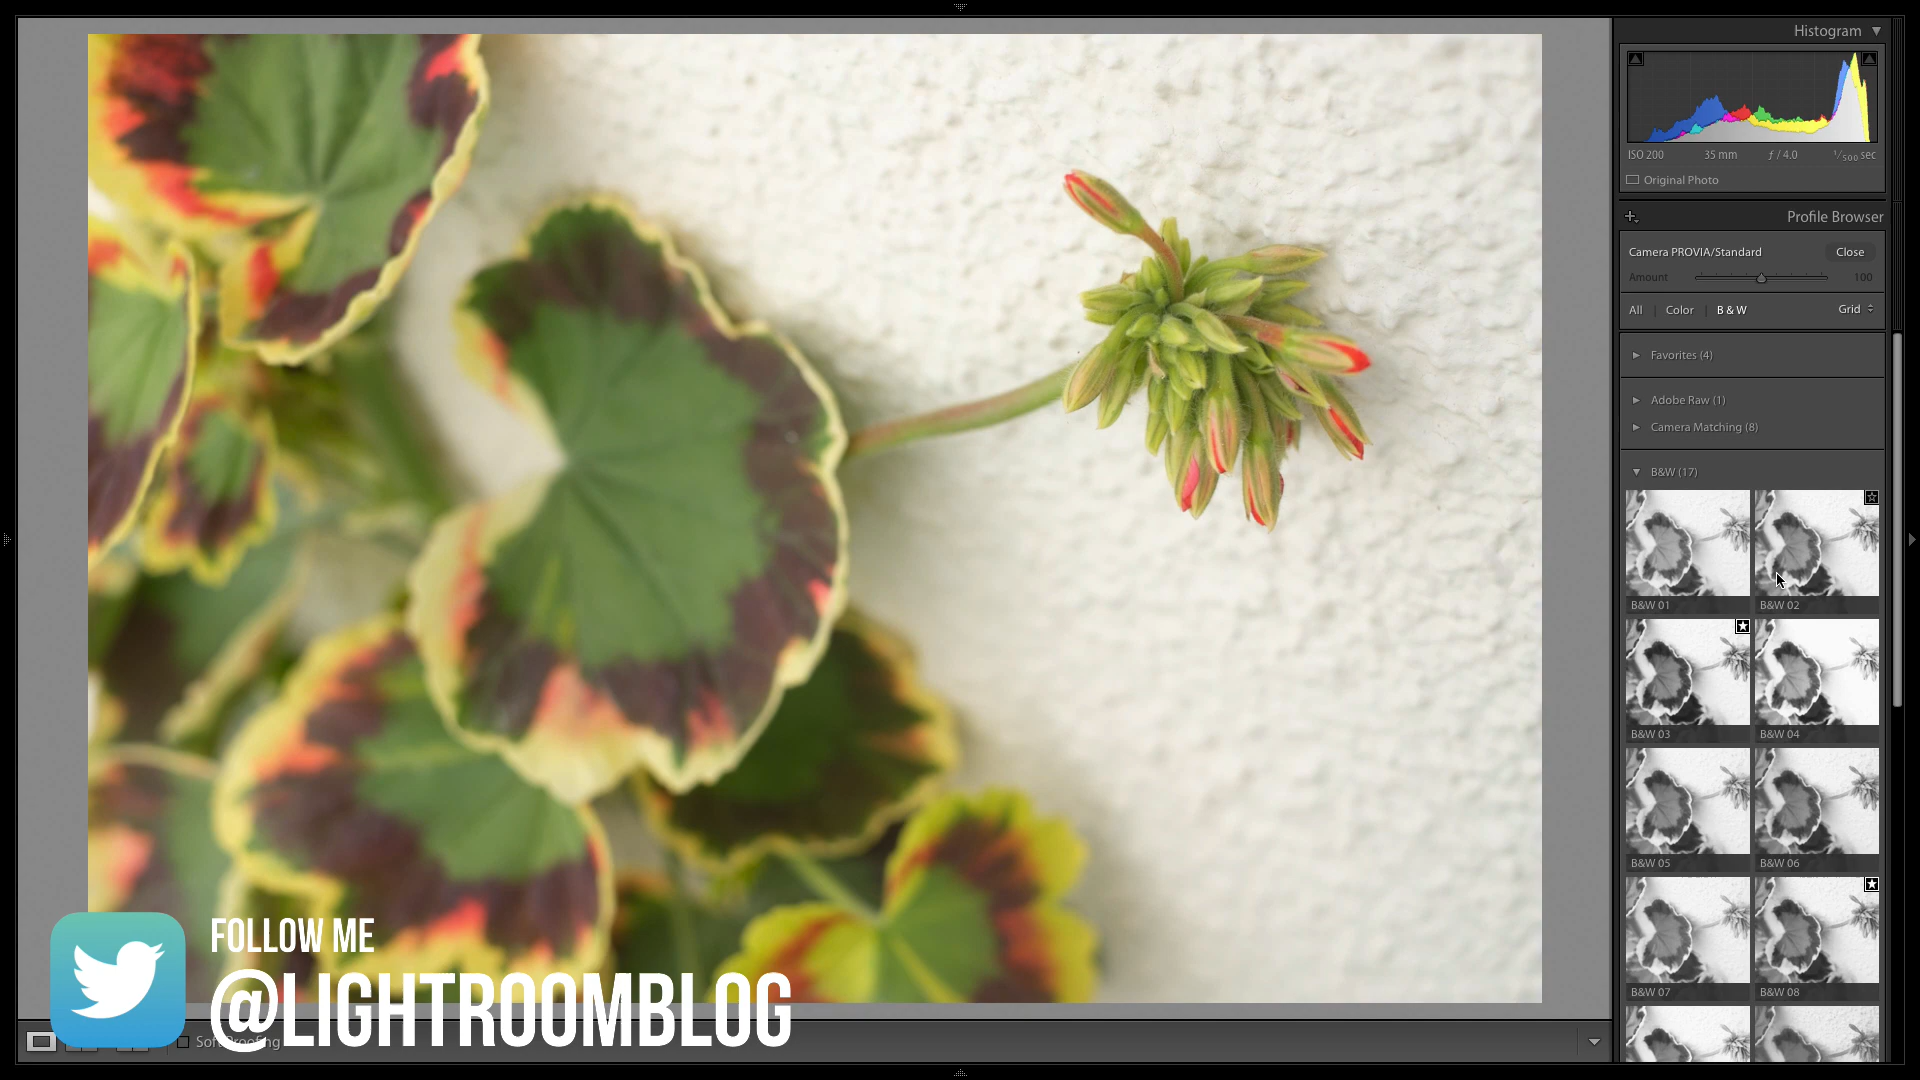 Histogram
ISO 200 35 mm ƒ / 4.0 1/500 sec
Original Photo
Profile Browser
Camera PROVIA/Standard Close
Amount 100
All | Color | B & W Grid
Favorites (4)
Adobe Raw (1)
Camera Matching (8)
B&W (17)
B&W 01 B&W 02
B&W 03 B&W 04
B&W 05 B&W 06
B&W 07 B&W 08
FOLLOW ME
@LIGHTROOMBLOG
Soft Proofing